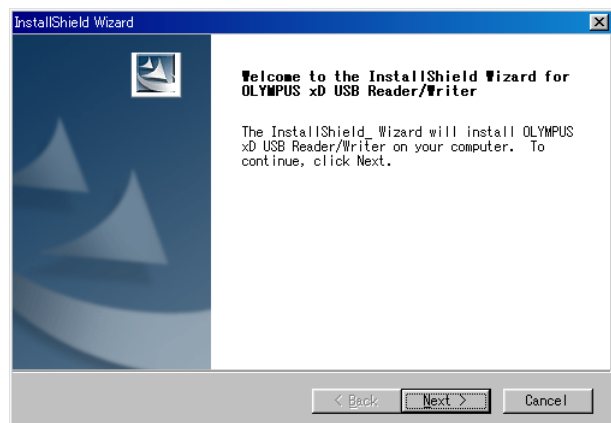 InstallShield Wizard
Welcome to the InstallShield Wizard for
OLYMPUS xD USB Reader/Writer
The InstallShield_ Wizard will install OLYMPUS
xD USB Reader/Writer on your computer. To
continue, click Next.
< Back Next > Cancel